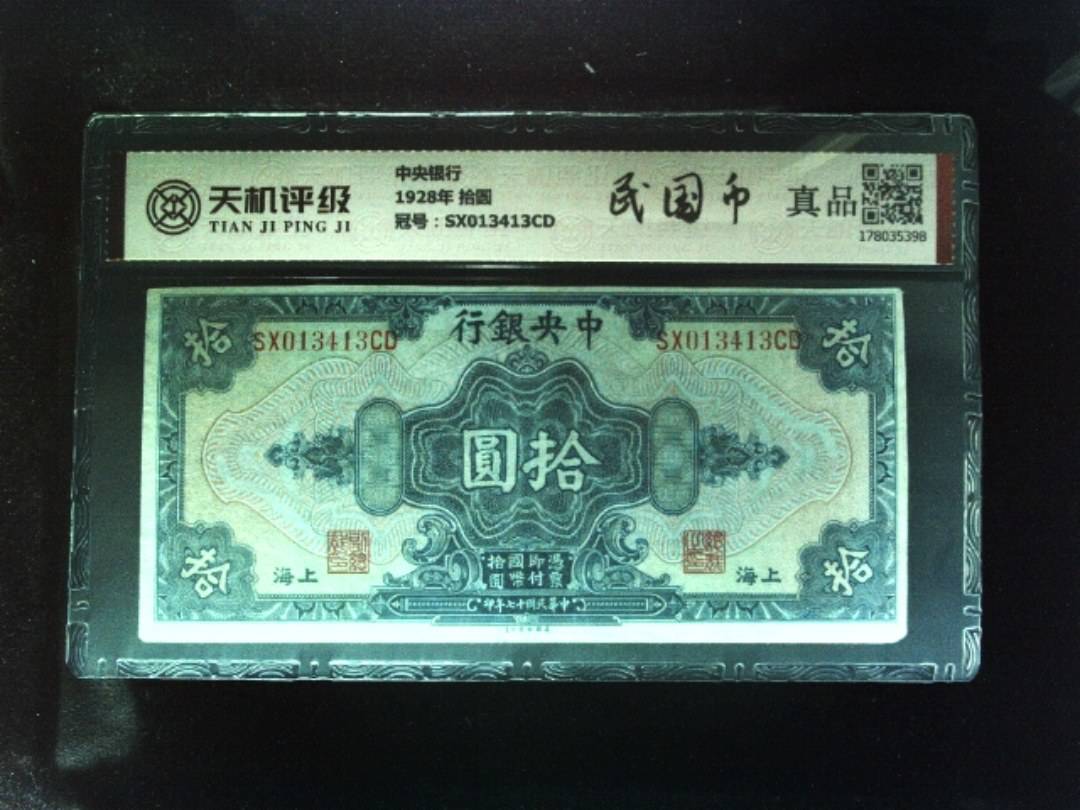 天机评级
TIAN JI PING JI
中央银行
1928年 拾圆
冠号：SX013413CD
民国币
真品
178035398
拾
SX013413CD
行銀央中
SX013413CD
拾
圓拾
拾
海上
憑票即付國幣拾圓
海上
拾
印年七十國民華中